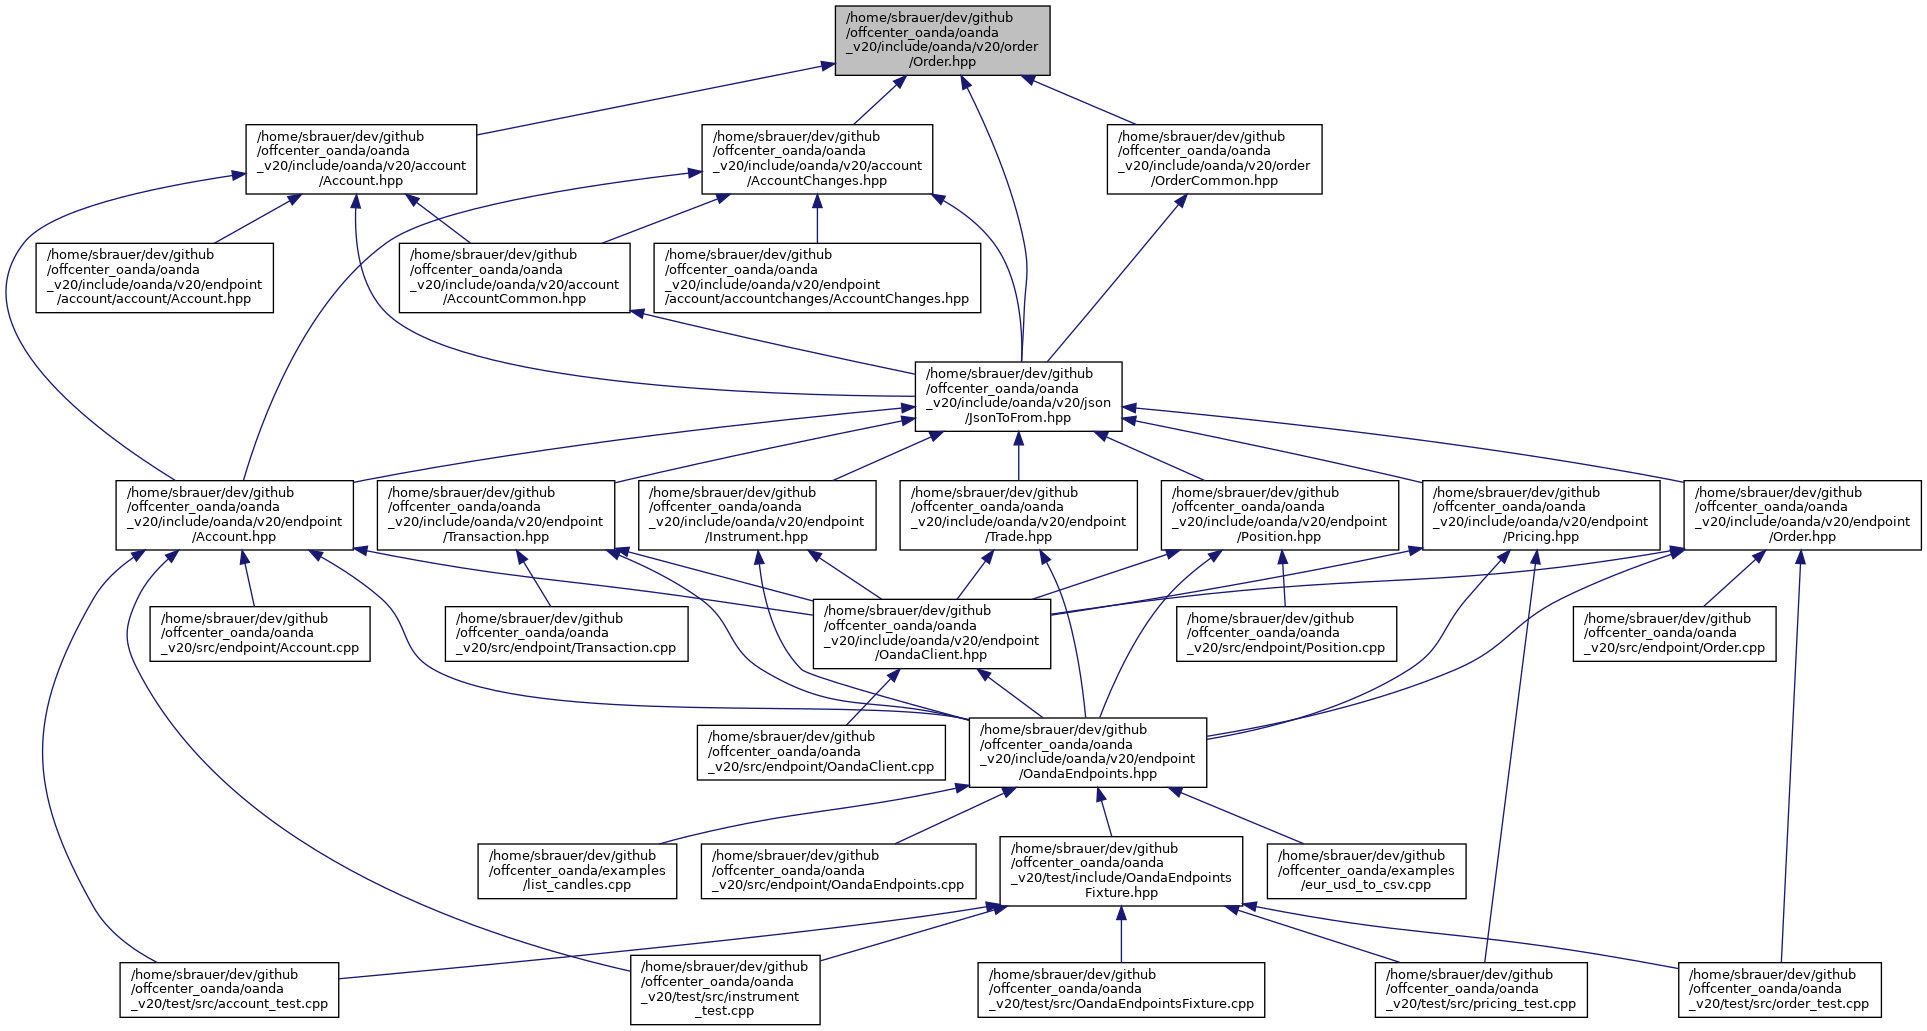 /home/sbrauer/dev/github
/offcenter_oanda/oanda
_v20/include/oanda/v20/order
/Order.hpp
/home/sbrauer/dev/github
/offcenter_oanda/oanda
_v20/include/oanda/v20/account
/Account.hpp
/home/sbrauer/dev/github
/offcenter_oanda/oanda
_v20/include/oanda/v20/account
/AccountChanges.hpp
/home/sbrauer/dev/github
/offcenter_oanda/oanda
_v20/include/oanda/v20/order
/OrderCommon.hpp
/home/sbrauer/dev/github
/offcenter_oanda/oanda
_v20/include/oanda/v20/endpoint
/account/account/Account.hpp
/home/sbrauer/dev/github
/offcenter_oanda/oanda
_v20/include/oanda/v20/account
/AccountCommon.hpp
/home/sbrauer/dev/github
/offcenter_oanda/oanda
_v20/include/oanda/v20/endpoint
/account/accountchanges/AccountChanges.hpp
/home/sbrauer/dev/github
/offcenter_oanda/oanda
_v20/include/oanda/v20/json
/JsonToFrom.hpp
/home/sbrauer/dev/github
/offcenter_oanda/oanda
_v20/include/oanda/v20/endpoint
/Account.hpp
/home/sbrauer/dev/github
/offcenter_oanda/oanda
_v20/include/oanda/v20/endpoint
/Transaction.hpp
/home/sbrauer/dev/github
/offcenter_oanda/oanda
_v20/include/oanda/v20/endpoint
/Instrument.hpp
/home/sbrauer/dev/github
/offcenter_oanda/oanda
_v20/include/oanda/v20/endpoint
/Trade.hpp
/home/sbrauer/dev/github
/offcenter_oanda/oanda
_v20/include/oanda/v20/endpoint
/Position.hpp
/home/sbrauer/dev/github
/offcenter_oanda/oanda
_v20/include/oanda/v20/endpoint
/Pricing.hpp
/home/sbrauer/dev/github
/offcenter_oanda/oanda
_v20/include/oanda/v20/endpoint
/Order.hpp
/home/sbrauer/dev/github
/offcenter_oanda/oanda
_v20/src/endpoint/Account.cpp
/home/sbrauer/dev/github
/offcenter_oanda/oanda
_v20/src/endpoint/Transaction.cpp
/home/sbrauer/dev/github
/offcenter_oanda/oanda
_v20/include/oanda/v20/endpoint
/OandaClient.hpp
/home/sbrauer/dev/github
/offcenter_oanda/oanda
_v20/src/endpoint/Position.cpp
/home/sbrauer/dev/github
/offcenter_oanda/oanda
_v20/src/endpoint/Order.cpp
/home/sbrauer/dev/github
/offcenter_oanda/oanda
_v20/src/endpoint/OandaClient.cpp
/home/sbrauer/dev/github
/offcenter_oanda/oanda
_v20/include/oanda/v20/endpoint
/OandaEndpoints.hpp
/home/sbrauer/dev/github
/offcenter_oanda/examples
/list_candles.cpp
/home/sbrauer/dev/github
/offcenter_oanda/oanda
_v20/src/endpoint/OandaEndpoints.cpp
/home/sbrauer/dev/github
/offcenter_oanda/oanda
_v20/test/include/OandaEndpoints
Fixture.hpp
/home/sbrauer/dev/github
/offcenter_oanda/examples
/eur_usd_to_csv.cpp
/home/sbrauer/dev/github
/offcenter_oanda/oanda
_v20/test/src/account_test.cpp
/home/sbrauer/dev/github
/offcenter_oanda/oanda
_v20/test/src/instrument
_test.cpp
/home/sbrauer/dev/github
/offcenter_oanda/oanda
_v20/test/src/OandaEndpointsFixture.cpp
/home/sbrauer/dev/github
/offcenter_oanda/oanda
_v20/test/src/pricing_test.cpp
/home/sbrauer/dev/github
/offcenter_oanda/oanda
_v20/test/src/order_test.cpp